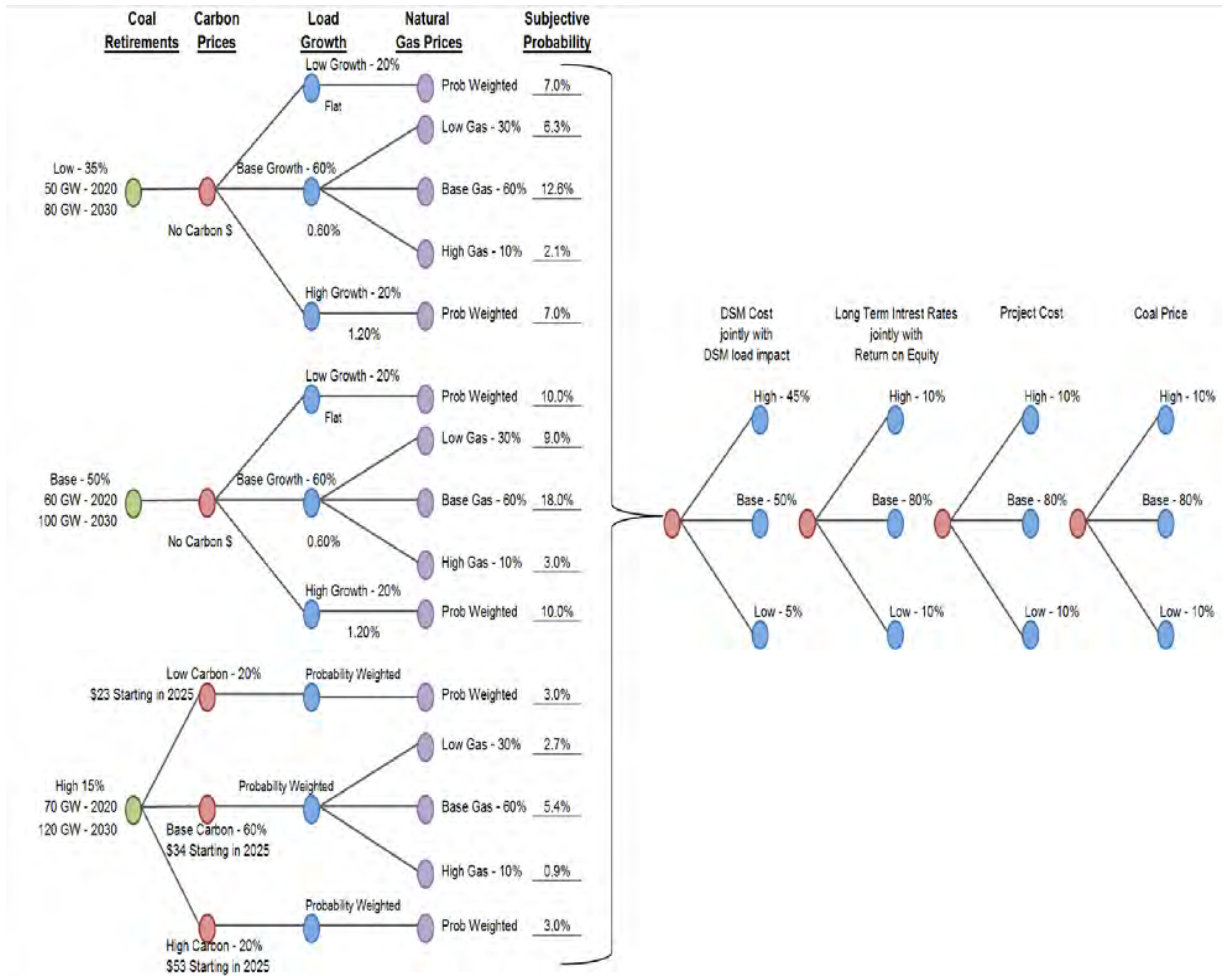 Coal Retirements
Carbon Prices
Load Growth
Natural Gas Prices
Subjective Probability
Low - 35%
50 GW - 2020
80 GW - 2030
No Carbon $
Low Growth - 20%
Flat
Prob Weighted 7.0%
Base Growth - 60%
0.60%
Low Gas - 30% 6.3%
Base Gas - 60% 12.6%
High Gas - 10% 2.1%
High Growth - 20%
1.20%
Prob Weighted 7.0%
Base - 50%
60 GW - 2020
100 GW - 2030
No Carbon $
Low Growth - 20%
Flat
Prob Weighted 10.0%
Base Growth - 60%
0.60%
Low Gas - 30% 9.0%
Base Gas - 60% 18.0%
High Gas - 10% 3.0%
High Growth - 20%
1.20%
Prob Weighted 10.0%
High 15%
70 GW - 2020
120 GW - 2030
Low Carbon - 20%
$23 Starting in 2025
Probability Weighted
Prob Weighted 3.0%
Base Carbon - 60%
$34 Starting in 2025
Probability Weighted
Low Gas - 30% 2.7%
Base Gas - 60% 5.4%
High Gas - 10% 0.9%
High Carbon - 20%
$53 Starting in 2025
Probability Weighted
Prob Weighted 3.0%
DSM Cost
jointly with
DSM load impact
High - 45%
Base - 50%
Low - 5%
Long Term Intrest Rates
jointly with
Return on Equity
High - 10%
Base - 80%
Low - 10%
Project Cost
High - 10%
Base - 80%
Low - 10%
Coal Price
High - 10%
Base - 80%
Low - 10%